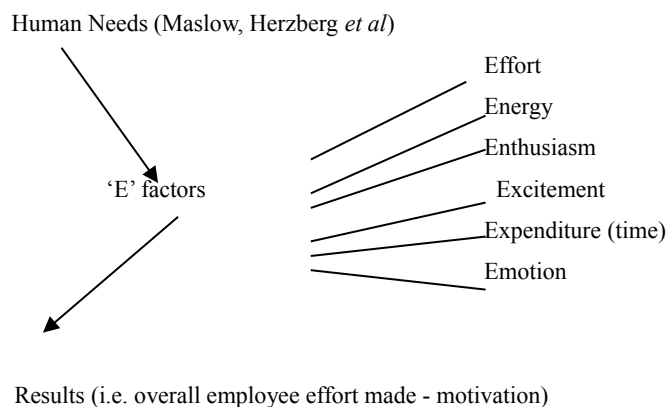 Human Needs (Maslow, Herzberg et al)
Effort
Energy
Enthusiasm
‘E’ factors
Excitement
Expenditure (time)
Emotion
Results (i.e. overall employee effort made - motivation)